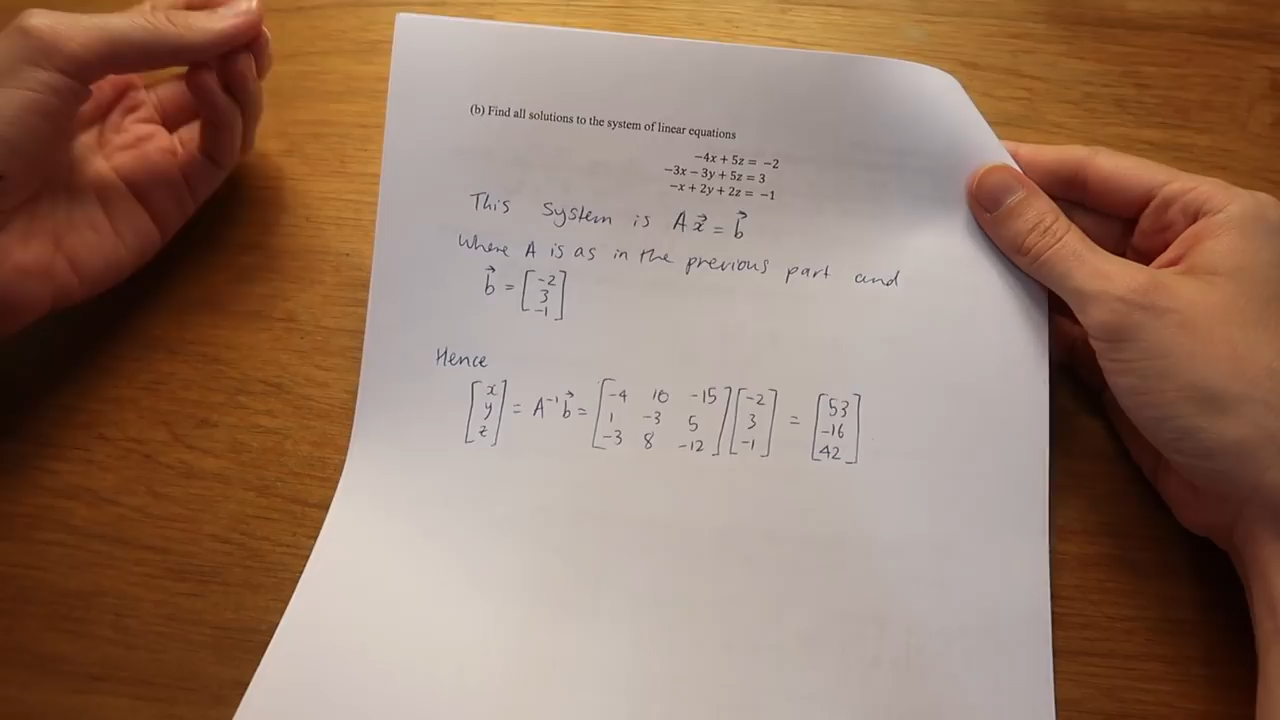 (b) Find all solutions to the system of linear equations
−4x + 5z = −2
−3x − 3y + 5z = 3
−x + 2y + 2z = −1
This System is A x⃗ = b⃗
Where A is as in the previous part and
b⃗ = [−2 3 −1]
Hence
[x y z] = A⁻¹ b⃗ = [−4 10 −15; 1 −3 5; −3 8 −12] [−2 3 −1] = [53 −16 42]